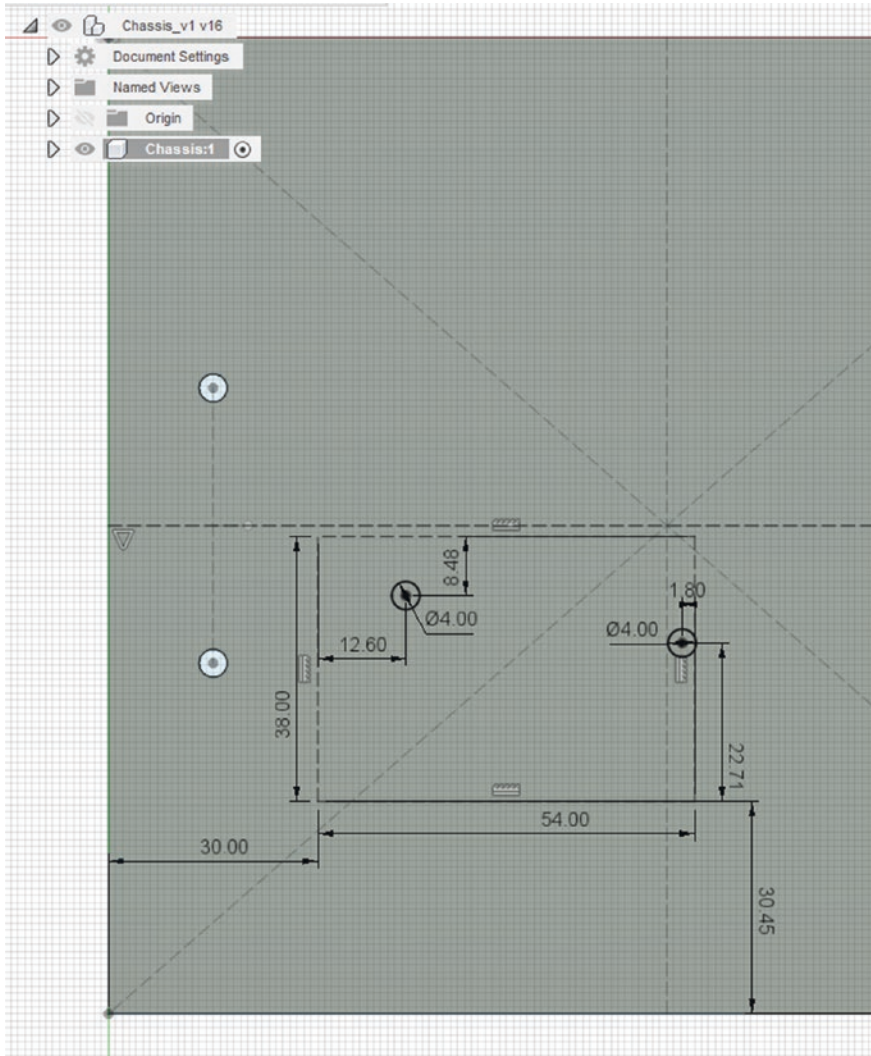 Chassis_v1 v16
Document Settings
Named Views
Origin
Chassis:1
8.48
1.80
Ø4.00
Ø4.00
12.60
38.00
22.71
54.00
30.00
30.45